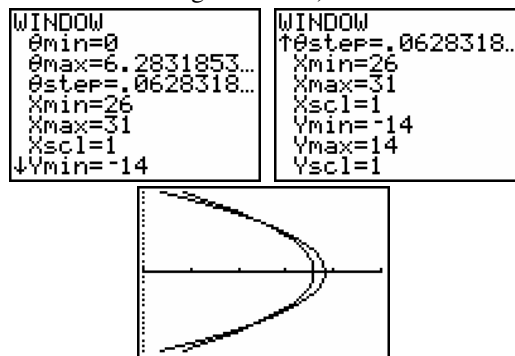 WINDOW
θmin=0
θmax=6.2831853…
θstep=.0628318…
Xmin=26
Xmax=31
Xscl=1
↓Ymin=-14
WINDOW
↑θstep=.0628318…
Xmin=26
Xmax=31
Xscl=1
Ymin=-14
Ymax=14
Yscl=1